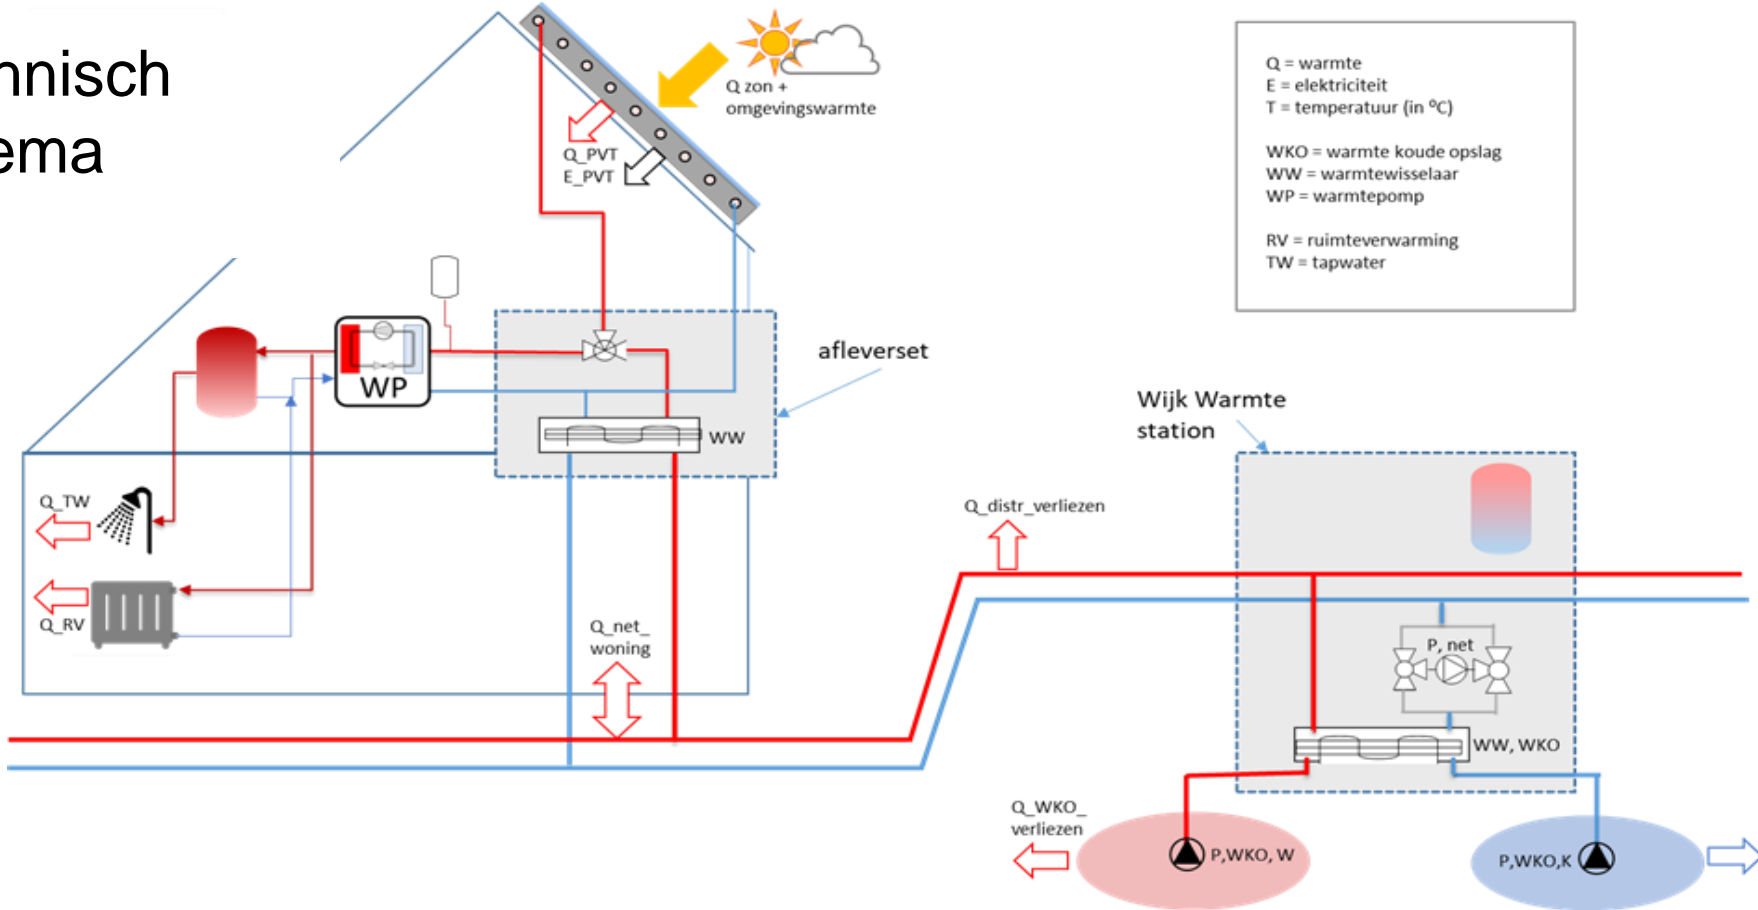 nnisch
ema
Q zon +
omgevingswarmte
Q_PVT
E_PVT
Q = warmte
E = elektriciteit
T = temperatuur (in ⁰C)
WKO = warmte koude opslag
WW = warmtewisselaar
WP = warmtepomp
RV = ruimteverwarming
TW = tapwater
WP
afleverset
WW
Wijk Warmte
station
Q_TW
Q_RV
Q_net_
woning
Q_distr_verliezen
P, net
WW, WKO
Q_WKO_
verliezen
P,WKO, W
P,WKO,K